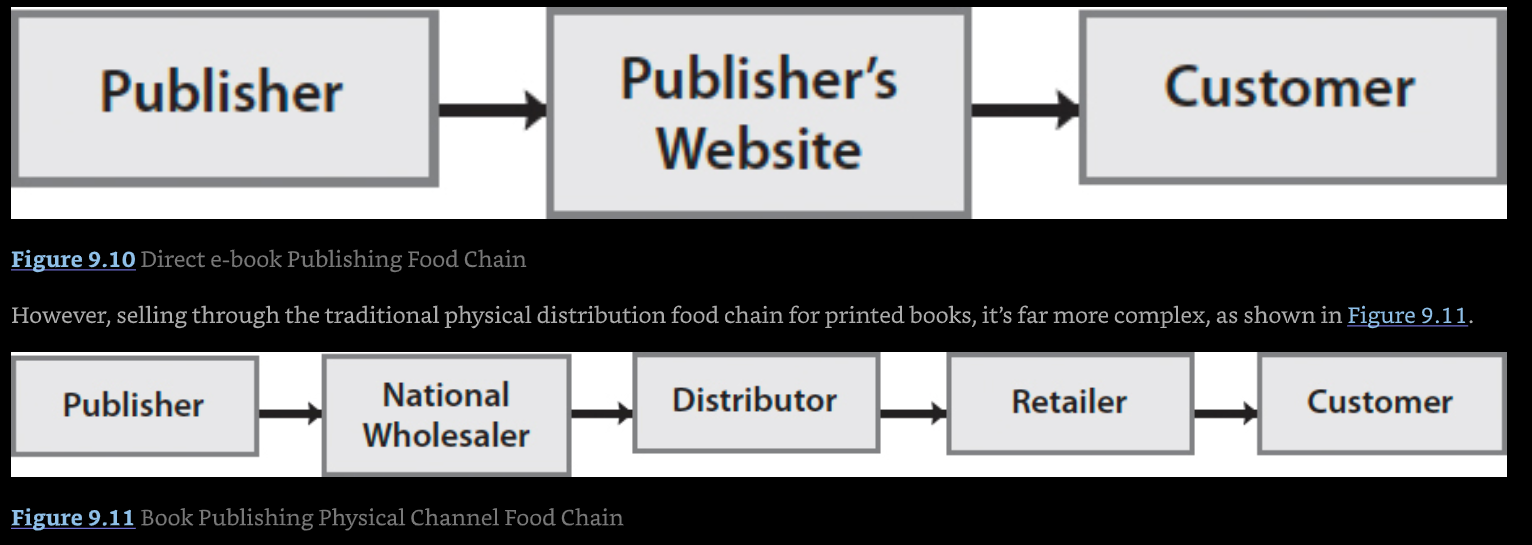 Publisher
Publisher’s
Website
Customer
Figure 9.10 Direct e-book Publishing Food Chain
However, selling through the traditional physical distribution food chain for printed books, it’s far more complex, as shown in Figure 9.11.
Publisher
National
Wholesaler
Distributor
Retailer
Customer
Figure 9.11 Book Publishing Physical Channel Food Chain